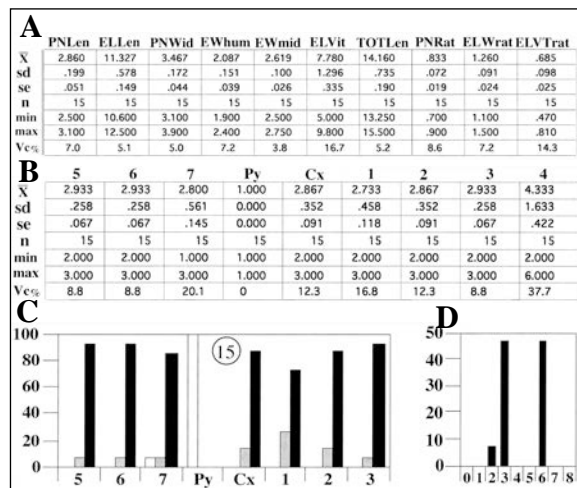 A
PNLen ELLen PNWid EWhum EWmid ELVit TOTLen PNRat ELWrat ELVTrat
X̄ 2.860 11.327 3.467 2.087 2.619 7.780 14.160 .833 1.260 .685
sd .199 .578 .172 .151 .100 1.296 .735 .072 .091 .098
se .051 .149 .044 .039 .026 .335 .190 .019 .024 .025
n 15 15 15 15 15 15 15 15 15 15
min 2.500 10.600 3.100 1.900 2.500 5.000 13.250 .700 1.100 .470
max 3.100 12.500 3.900 2.400 2.750 9.800 15.500 .900 1.500 .810
Vc% 7.0 5.1 5.0 7.2 3.8 16.7 5.2 8.6 7.2 14.3
B
5 6 7 Py Cx 1 2 3 4
X̄ 2.933 2.933 2.800 1.000 2.867 2.733 2.867 2.933 4.333
sd .258 .258 .561 0.000 .352 .458 .352 .258 1.633
se .067 .067 .145 0.000 .091 .118 .091 .067 .422
n 15 15 15 15 15 15 15 15 15
min 2.000 2.000 1.000 1.000 2.000 2.000 2.000 2.000 2.000
max 3.000 3.000 3.000 1.000 3.000 3.000 3.000 3.000 6.000
Vc% 8.8 8.8 20.1 0 12.3 16.8 12.3 8.8 37.7
C
100
80
60
40
20
0
15
5 6 7 Py Cx 1 2 3
D
50
40
30
20
10
0
0 1 2 3 4 5 6 7 8